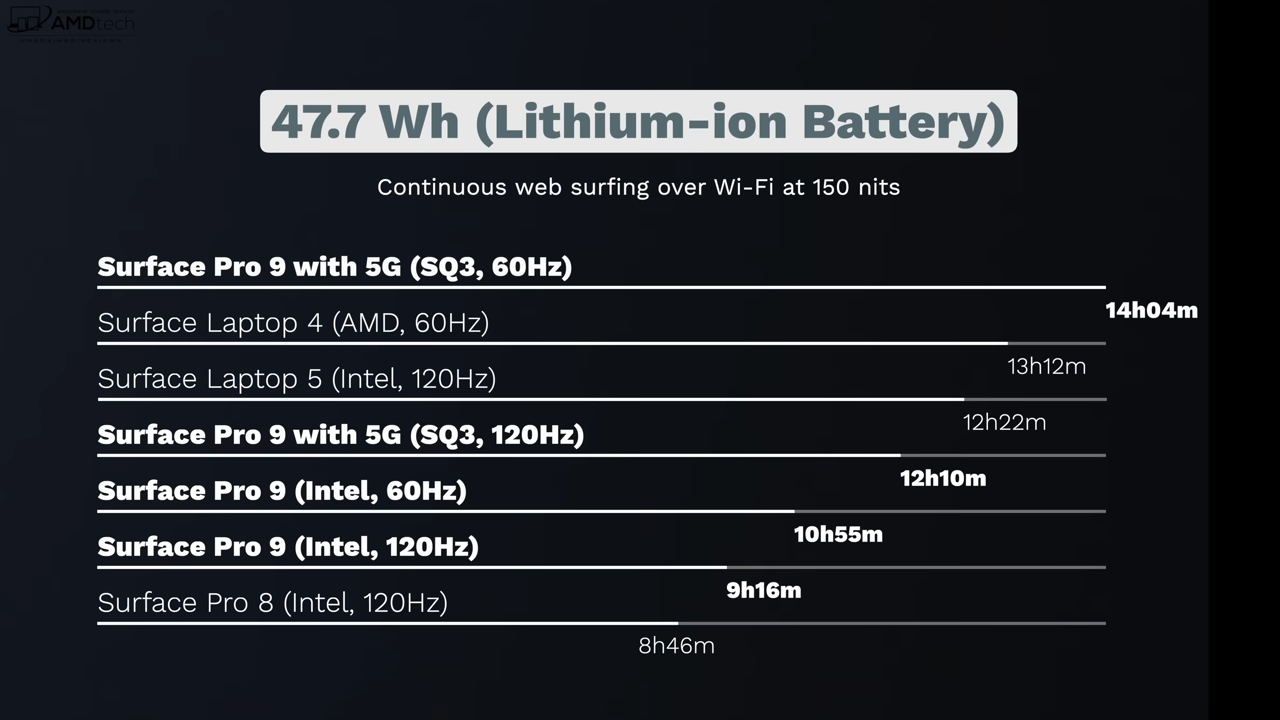 AMDtech
47.7 Wh (Lithium-ion Battery)
Continuous web surfing over Wi-Fi at 150 nits
Surface Pro 9 with 5G (SQ3, 60Hz)
14h04m
Surface Laptop 4 (AMD, 60Hz)
13h12m
Surface Laptop 5 (Intel, 120Hz)
12h22m
Surface Pro 9 with 5G (SQ3, 120Hz)
12h10m
Surface Pro 9 (Intel, 60Hz)
10h55m
Surface Pro 9 (Intel, 120Hz)
9h16m
Surface Pro 8 (Intel, 120Hz)
8h46m